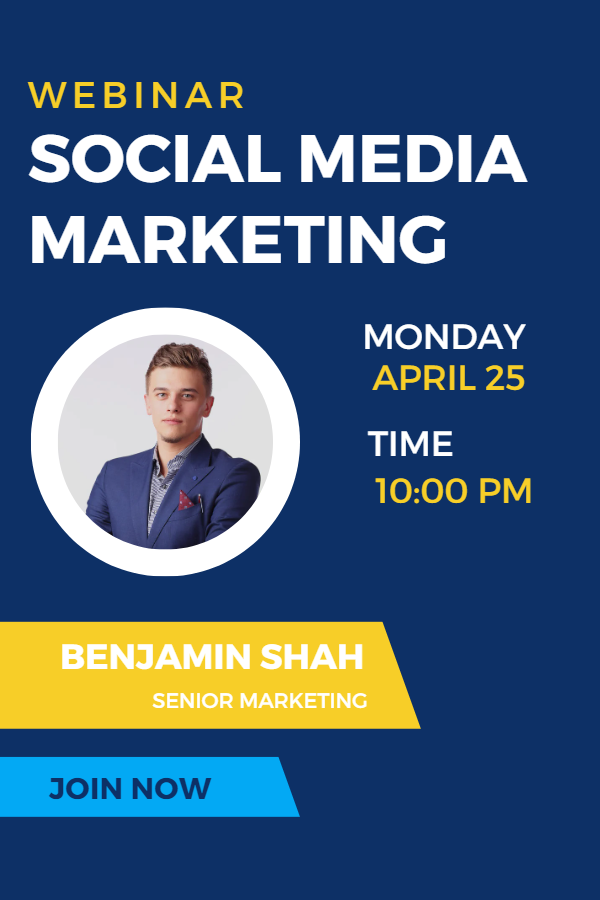 WEBINAR
SOCIAL MEDIA
MARKETING
MONDAY
APRIL 25
TIME
10:00 PM
BENJAMIN SHAH
SENIOR MARKETING
JOIN NOW